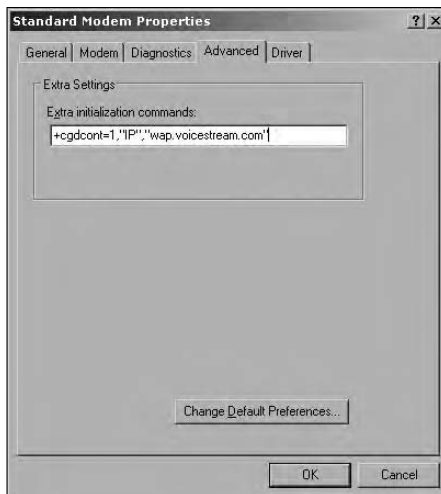 Standard Modem Properties
General Modem Diagnostics Advanced Driver
Extra Settings
Extra initialization commands:
+cgdcont=1,"IP","wap.voicestream.com"
Change Default Preferences...
OK Cancel